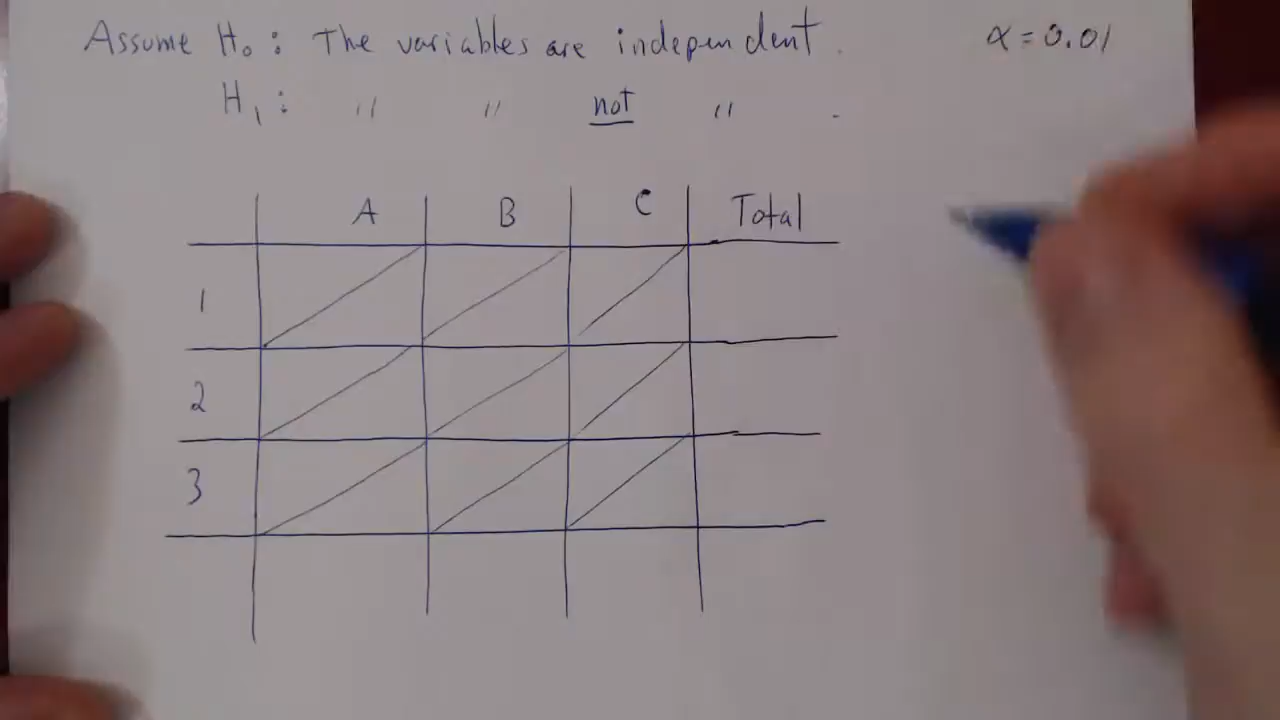 Assume H₀ : The variables are independent. α = 0.01
H₁ : " " not " .
A B C Total
1
2
3